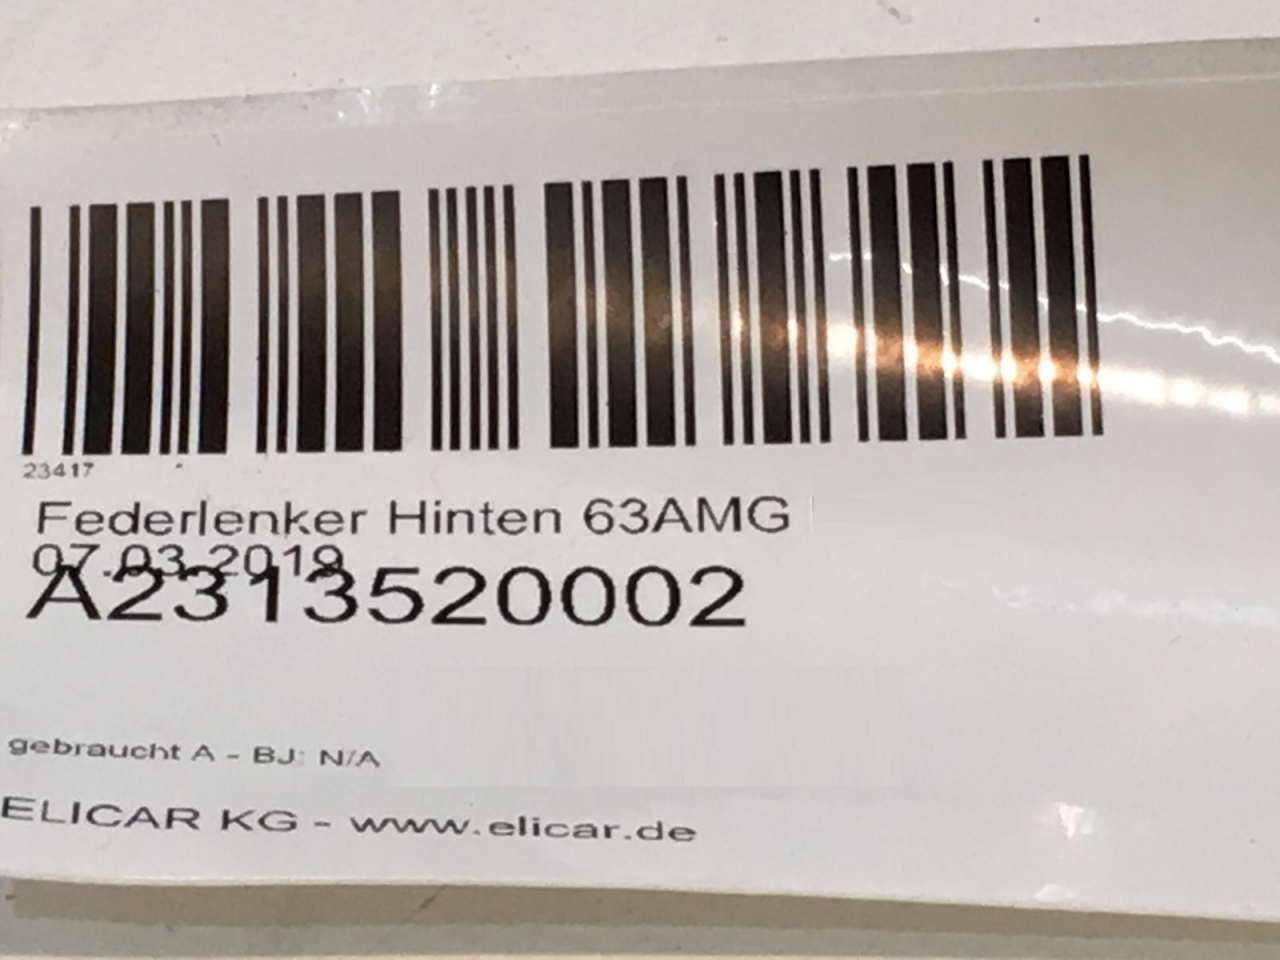 23417
Federlenker Hinten 63AMG
07.03.2019
A2313520002
gebraucht A - BJ: N/A
ELICAR KG - www.elicar.de